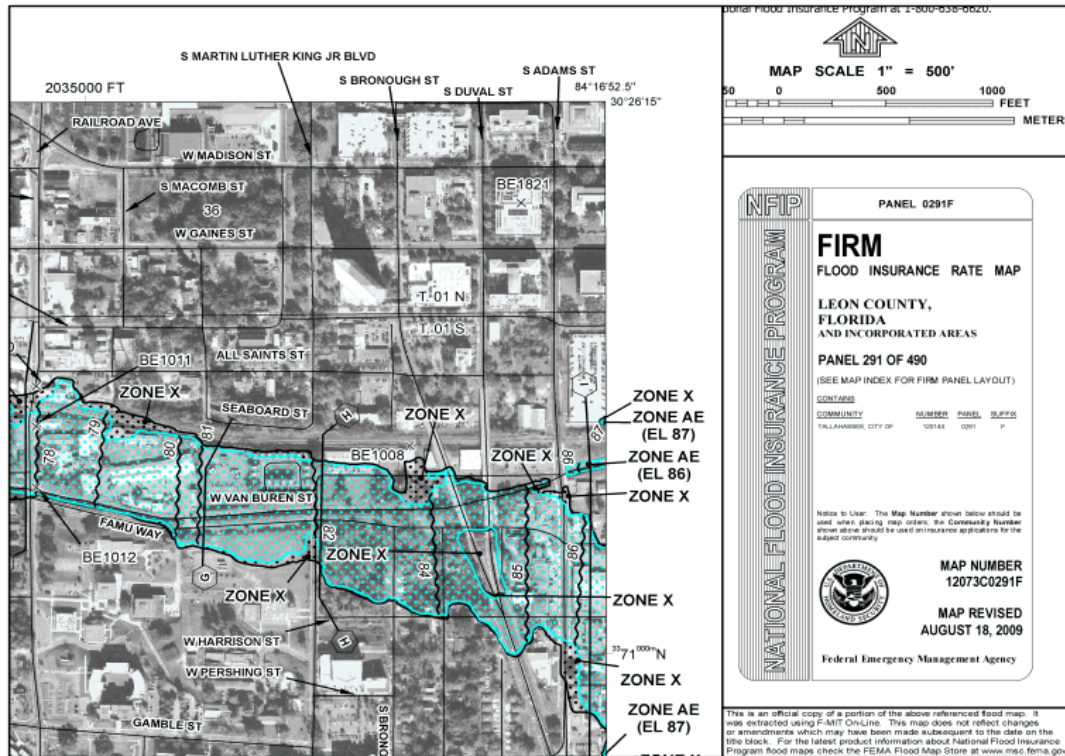 ional Flood Insurance Program at 1-800-638-6620.
N
MAP SCALE 1" = 500'
50 0 500 1000
FEET
METERS
S MARTIN LUTHER KING JR BLVD
S BRONOUGH ST
S ADAMS ST
S DUVAL ST
2035000 FT
84°16'52.5"
30°26'15"
RAILROAD AVE
W MADISON ST
S MACOMB ST
BE1821
36
W GAINES ST
T. 01 N.
T. 01 S.
ALL SAINTS ST
BE1011
ZONE X
SEABOARD ST
H
ZONE X
I
ZONE X
ZONE AE
(EL 87)
78
79
80
81
BE1008
ZONE X
86
87
ZONE AE
(EL 86)
W VAN BUREN ST
ZONE X
FAMU WAY
82
ZONE X
86
BE1012
G
84
85
ZONE X
ZONE X
W HARRISON ST
H
3371000m N
W PERSHING ST
ZONE X
GAMBLE ST
S BRONO
ZONE AE
(EL 87)
ZONE X
NFIP
NATIONAL FLOOD INSURANCE PROGRAM
PANEL 0291F
FIRM
FLOOD INSURANCE RATE MAP
LEON COUNTY,
FLORIDA
AND INCORPORATED AREAS
PANEL 291 OF 490
(SEE MAP INDEX FOR FIRM PANEL LAYOUT)
CONTAINS:
COMMUNITY NUMBER PANEL SUFFIX
TALLAHASSEE, CITY OF 120144 0291 F
Notice to User: The Map Number shown below should be
used when placing map orders; the Community Number
shown above should be used on insurance applications for the
subject community.
U.S. DEPARTMENT OF HOMELAND SECURITY
MAP NUMBER
12073C0291F
MAP REVISED
AUGUST 18, 2009
Federal Emergency Management Agency
This is an official copy of a portion of the above referenced flood map. It
was extracted using F-MIT On-Line. This map does not reflect changes
or amendments which may have been made subsequent to the date on the
title block. For the latest product information about National Flood Insurance
Program flood maps check the FEMA Flood Map Store at www.msc.fema.gov